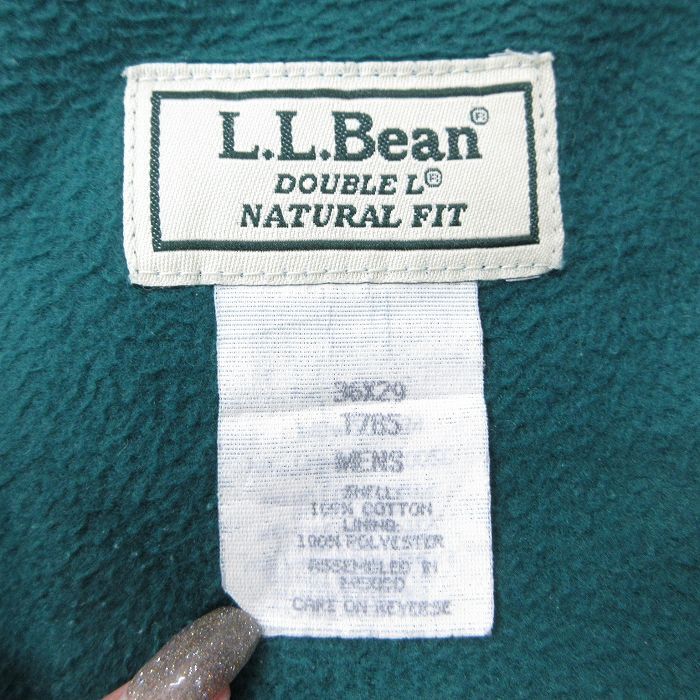 L.L.Bean®
DOUBLE L®
NATURAL FIT
36X29
MENS
SHELL:
100% COTTON
LINING:
100% POLYESTER
ASSEMBLED IN
CARE ON REVERSE